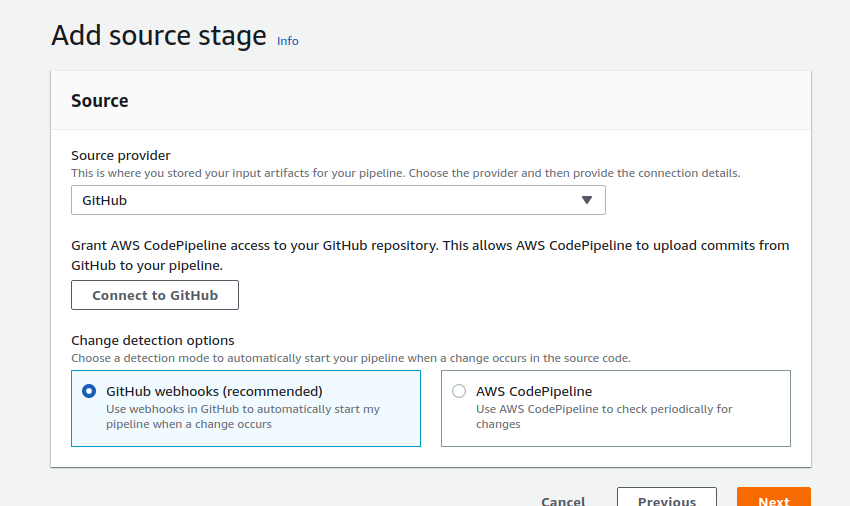 Add source stage Info
Source
Source provider
This is where you stored your input artifacts for your pipeline. Choose the provider and then provide the connection details.
GitHub
Grant AWS CodePipeline access to your GitHub repository. This allows AWS CodePipeline to upload commits from
GitHub to your pipeline.
Connect to GitHub
Change detection options
Choose a detection mode to automatically start your pipeline when a change occurs in the source code.
GitHub webhooks (recommended)
Use webhooks in GitHub to automatically start my
pipeline when a change occurs
AWS CodePipeline
Use AWS CodePipeline to check periodically for
changes
Cancel Previous Next